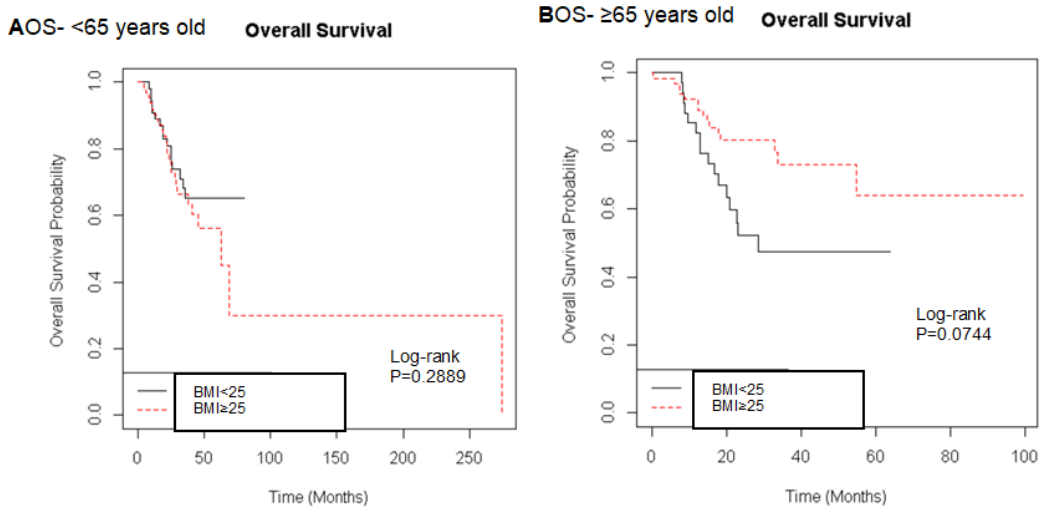 AOS- <65 years old
Overall Survival
Overall Survival Probability
1.0
0.8
0.6
0.4
0.2
0.0
Log-rank
P=0.2889
BMI<25
BMI≥25
0 50 100 150 200 250
Time (Months)
BOS- ≥65 years old
Overall Survival
Overall Survival Probability
1.0
0.8
0.6
0.4
0.2
0.0
Log-rank
P=0.0744
BMI<25
BMI≥25
0 20 40 60 80 100
Time (Months)